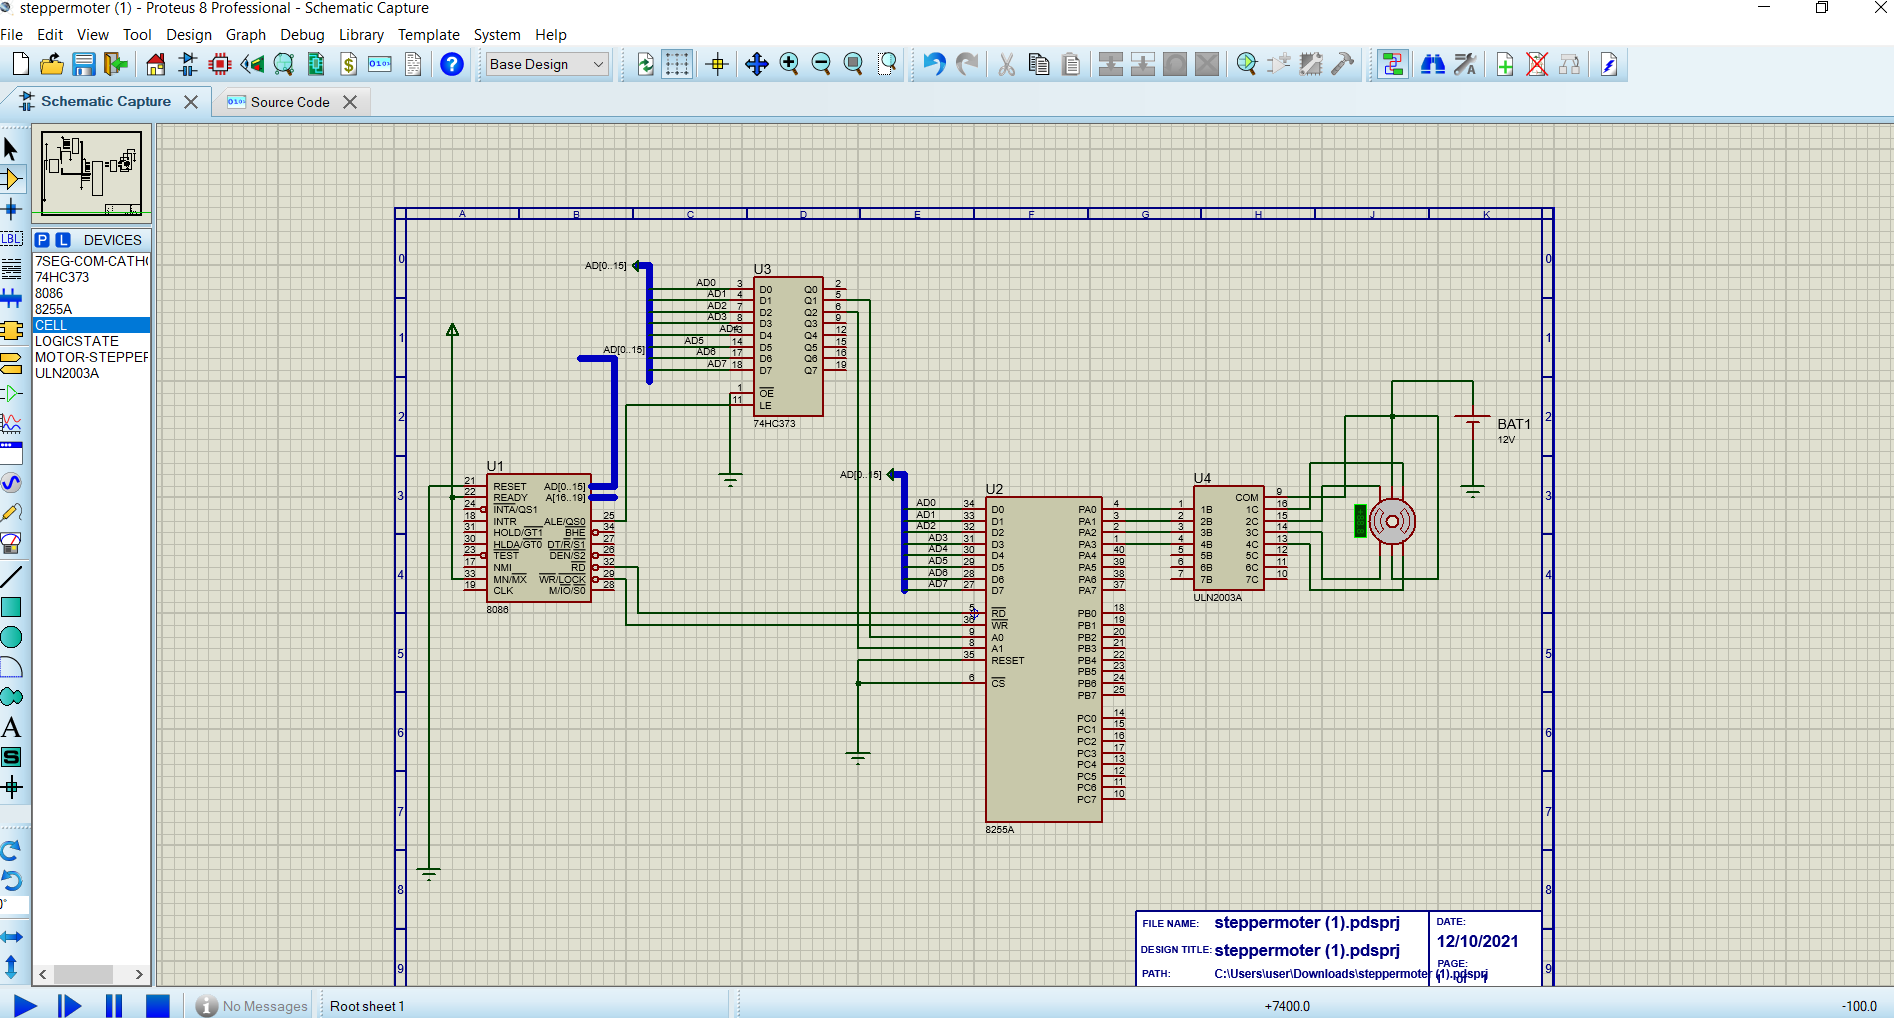 steppermoter (1) - Proteus 8 Professional - Schematic Capture
File Edit View Tool Design Graph Debug Library Template System Help
Base Design
Schematic Capture
Source Code
P L DEVICES
7SEG-COM-CATH
74HC373
8086
8255A
CELL
LOGICSTATE
MOTOR-STEPPER
ULN2003A
LBL
A
S
A B C D E F G H J K
0
1
2
3
4
5
6
7
8
9
0
1
2
3
4
5
6
7
8
9
AD[0..15]
AD[0..15]
U3
AD0 3 D0 Q0 2
AD1 4 D1 Q1 5
AD2 7 D2 Q2 6
AD3 8 D3 Q3 9
AD4 13 D4 Q4 12
AD5 14 D5 Q5 15
AD6 17 D6 Q6 16
AD7 18 D7 Q7 19
1 OE
11 LE
74HC373
U1
21 RESET AD[0..15]
22 READY A[16..19]
24 INTA/QS1
18 INTR ALE/QS0 25
31 HOLD/GT1 BHE 34
30 HLDA/GT0 DT/R/S1 27
23 TEST DEN/S2 26
17 NMI RD 32
33 MN/MX WR/LOCK 29
19 CLK M/IO/S0 28
8086
AD[0..15]
U2
AD0 34 D0 PA0 4
AD1 33 D1 PA1 3
AD2 32 D2 PA2 2
AD3 31 D3 PA3 1
AD4 30 D4 PA4 40
AD5 29 D5 PA5 39
AD6 28 D6 PA6 38
AD7 27 D7 PA7 37
5 RD PB0 18
36 WR PB1 19
9 A0 PB2 20
8 A1 PB3 21
35 RESET PB4 22
PB5 23
6 CS PB6 24
PB7 25
PC0 14
PC1 15
PC2 16
PC3 17
PC4 13
PC5 12
PC6 11
PC7 10
8255A
U4
COM 9
1 1B 1C 16
2 2B 2C 15
3 3B 3C 14
4 4B 4C 13
5 5B 5C 12
6 6B 6C 11
7 7B 7C 10
ULN2003A
BAT1
12V
FILE NAME: steppermoter (1).pdsprj
DESIGN TITLE: steppermoter (1).pdsprj
PATH: C:\Users\user\Downloads\steppermoter (1).pdsprj
DATE:
12/10/2021
PAGE:
1 of 1
No Messages
Root sheet 1
+7400.0
-100.0